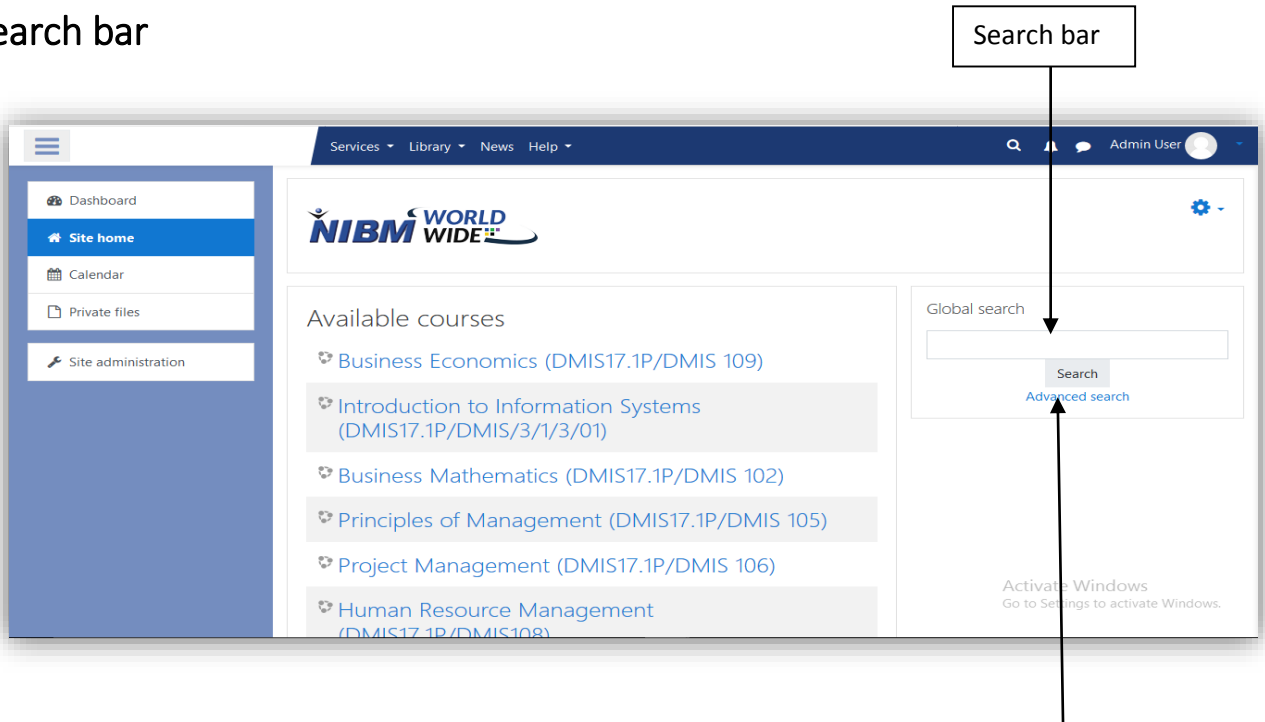 earch bar
Search bar
Services Library News Help
Admin User
Dashboard
Site home
Calendar
Private files
Site administration
NIBM WORLD WIDE
Available courses
Business Economics (DMIS17.1P/DMIS 109)
Introduction to Information Systems
(DMIS17.1P/DMIS/3/1/3/01)
Business Mathematics (DMIS17.1P/DMIS 102)
Principles of Management (DMIS17.1P/DMIS 105)
Project Management (DMIS17.1P/DMIS 106)
Human Resource Management
(DMIS17.1P/DMIS108)
Global search
Search
Advanced search
Activate Windows
Go to Settings to activate Windows.